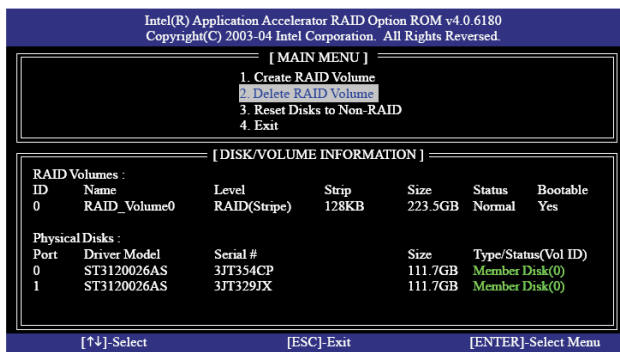 Intel(R) Application Accelerator RAID Option ROM v4.0.6180
Copyright(C) 2003-04 Intel Corporation. All Rights Reversed.
[ MAIN MENU ]
1. Create RAID Volume
2. Delete RAID Volume
3. Reset Disks to Non-RAID
4. Exit
[ DISK/VOLUME INFORMATION ]
RAID Volumes :
ID Name Level Strip Size Status Bootable
0 RAID_Volume0 RAID(Stripe) 128KB 223.5GB Normal Yes
Physical Disks :
Port Driver Model Serial # Size Type/Status(Vol ID)
0 ST3120026AS 3JT354CP 111.7GB Member Disk(0)
1 ST3120026AS 3JT329JX 111.7GB Member Disk(0)
[↑↓]-Select [ESC]-Exit [ENTER]-Select Menu